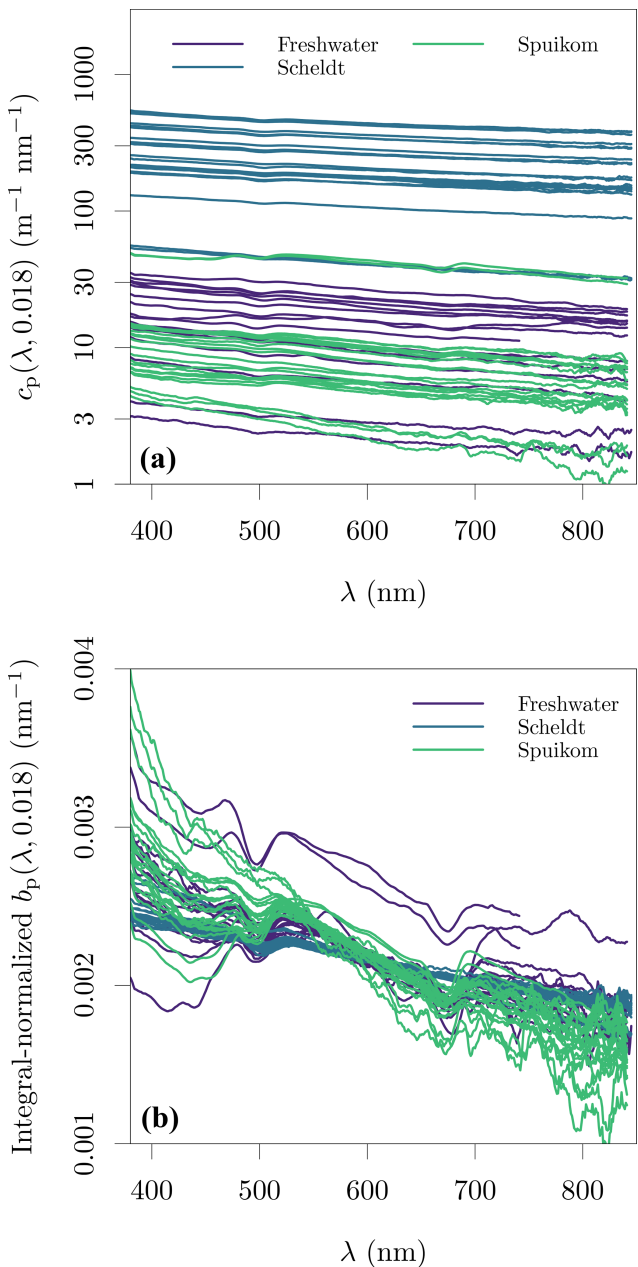 Freshwater Spuikom
Scheldt
1000
300
100
30
10
3
1
cₚ(λ, 0.018) (m⁻¹ nm⁻¹)
(a)
400 500 600 700 800
λ (nm)
Freshwater
Scheldt
Spuikom
0.004
0.003
0.002
0.001
Integral-normalized bₚ(λ, 0.018) (nm⁻¹)
(b)
400 500 600 700 800
λ (nm)